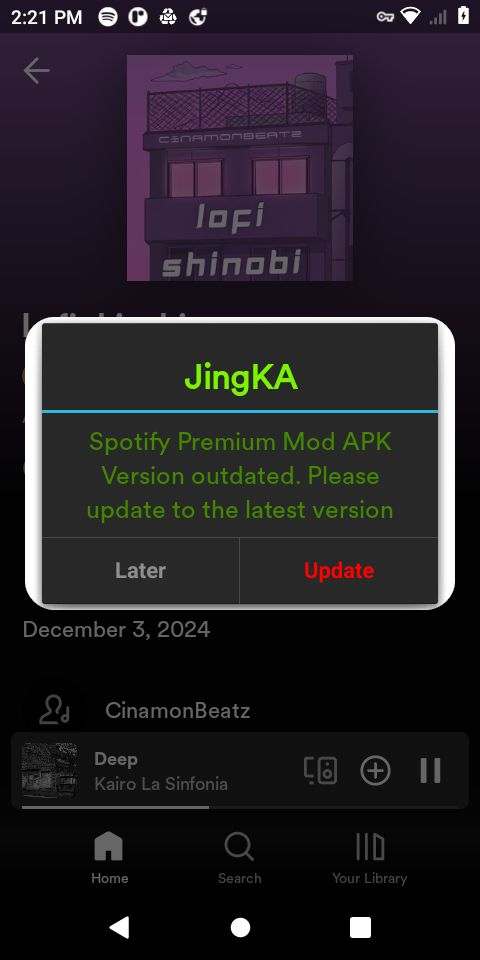 2:21 PM
CINAMONBEATZ
lofi
shinobi
JingKA
Spotify Premium Mod APK
Version outdated. Please
update to the latest version
Later
Update
December 3, 2024
CinamonBeatz
Deep
Kairo La Sinfonia
Home
Search
Your Library